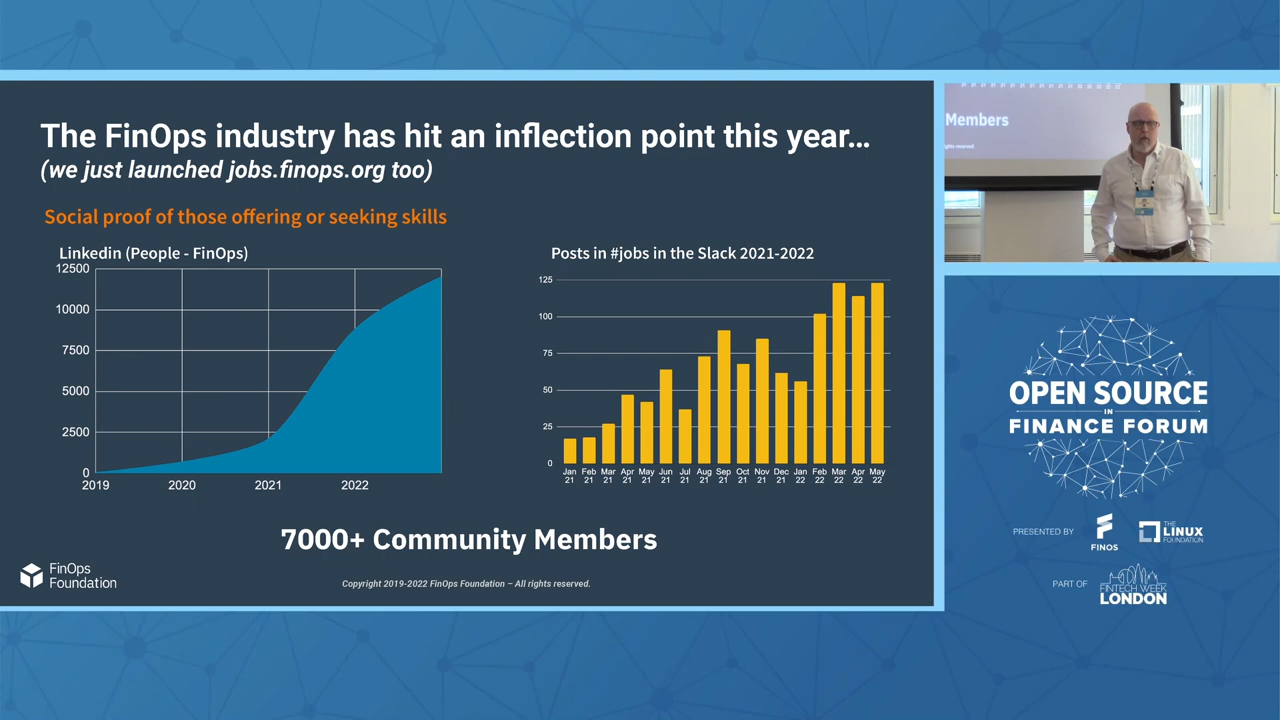 The FinOps industry has hit an inflection point this year...
(we just launched jobs.finops.org too)
Social proof of those offering or seeking skills
Linkedin (People - FinOps)
12500
10000
7500
5000
2500
0
2019 2020 2021 2022
Posts in #jobs in the Slack 2021-2022
125
100
75
50
25
0
Jan Feb Mar Apr May Jun Jul Aug Sep Oct Nov Dec Jan Feb Mar Apr May
21 21 21 21 21 21 21 21 21 21 21 21 22 22 22 22 22
7000+ Community Members
FinOps
Foundation
Copyright 2019-2022 FinOps Foundation – All rights reserved.
Members
rights reserved
OPEN SOURCE
IN
FINANCE FORUM
PRESENTED BY
FINOS
THE
LINUX
FOUNDATION
PART OF
FINTECH WEEK
LONDON